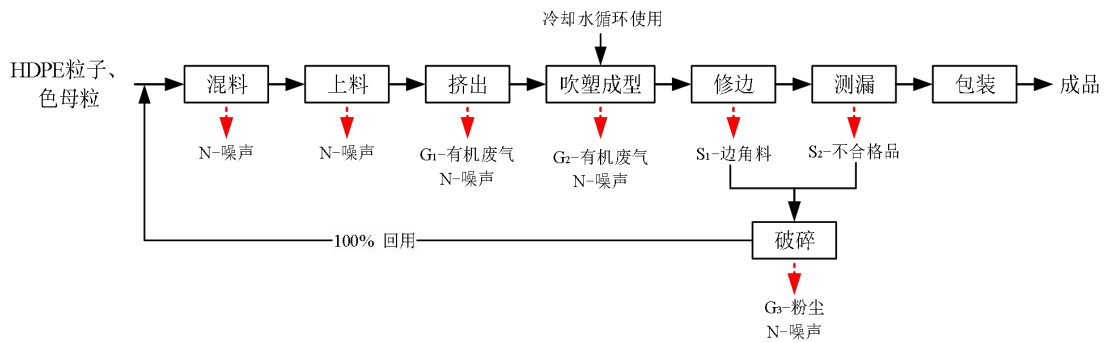 冷却水循环使用
HDPE粒子、
色母粒
混料
上料
挤出
吹塑成型
修边
测漏
包装
成品
N-噪声
N-噪声
G₁-有机废气
N-噪声
G₂-有机废气
N-噪声
S₁-边角料
S₂-不合格品
100% 回用
破碎
G₃-粉尘
N-噪声